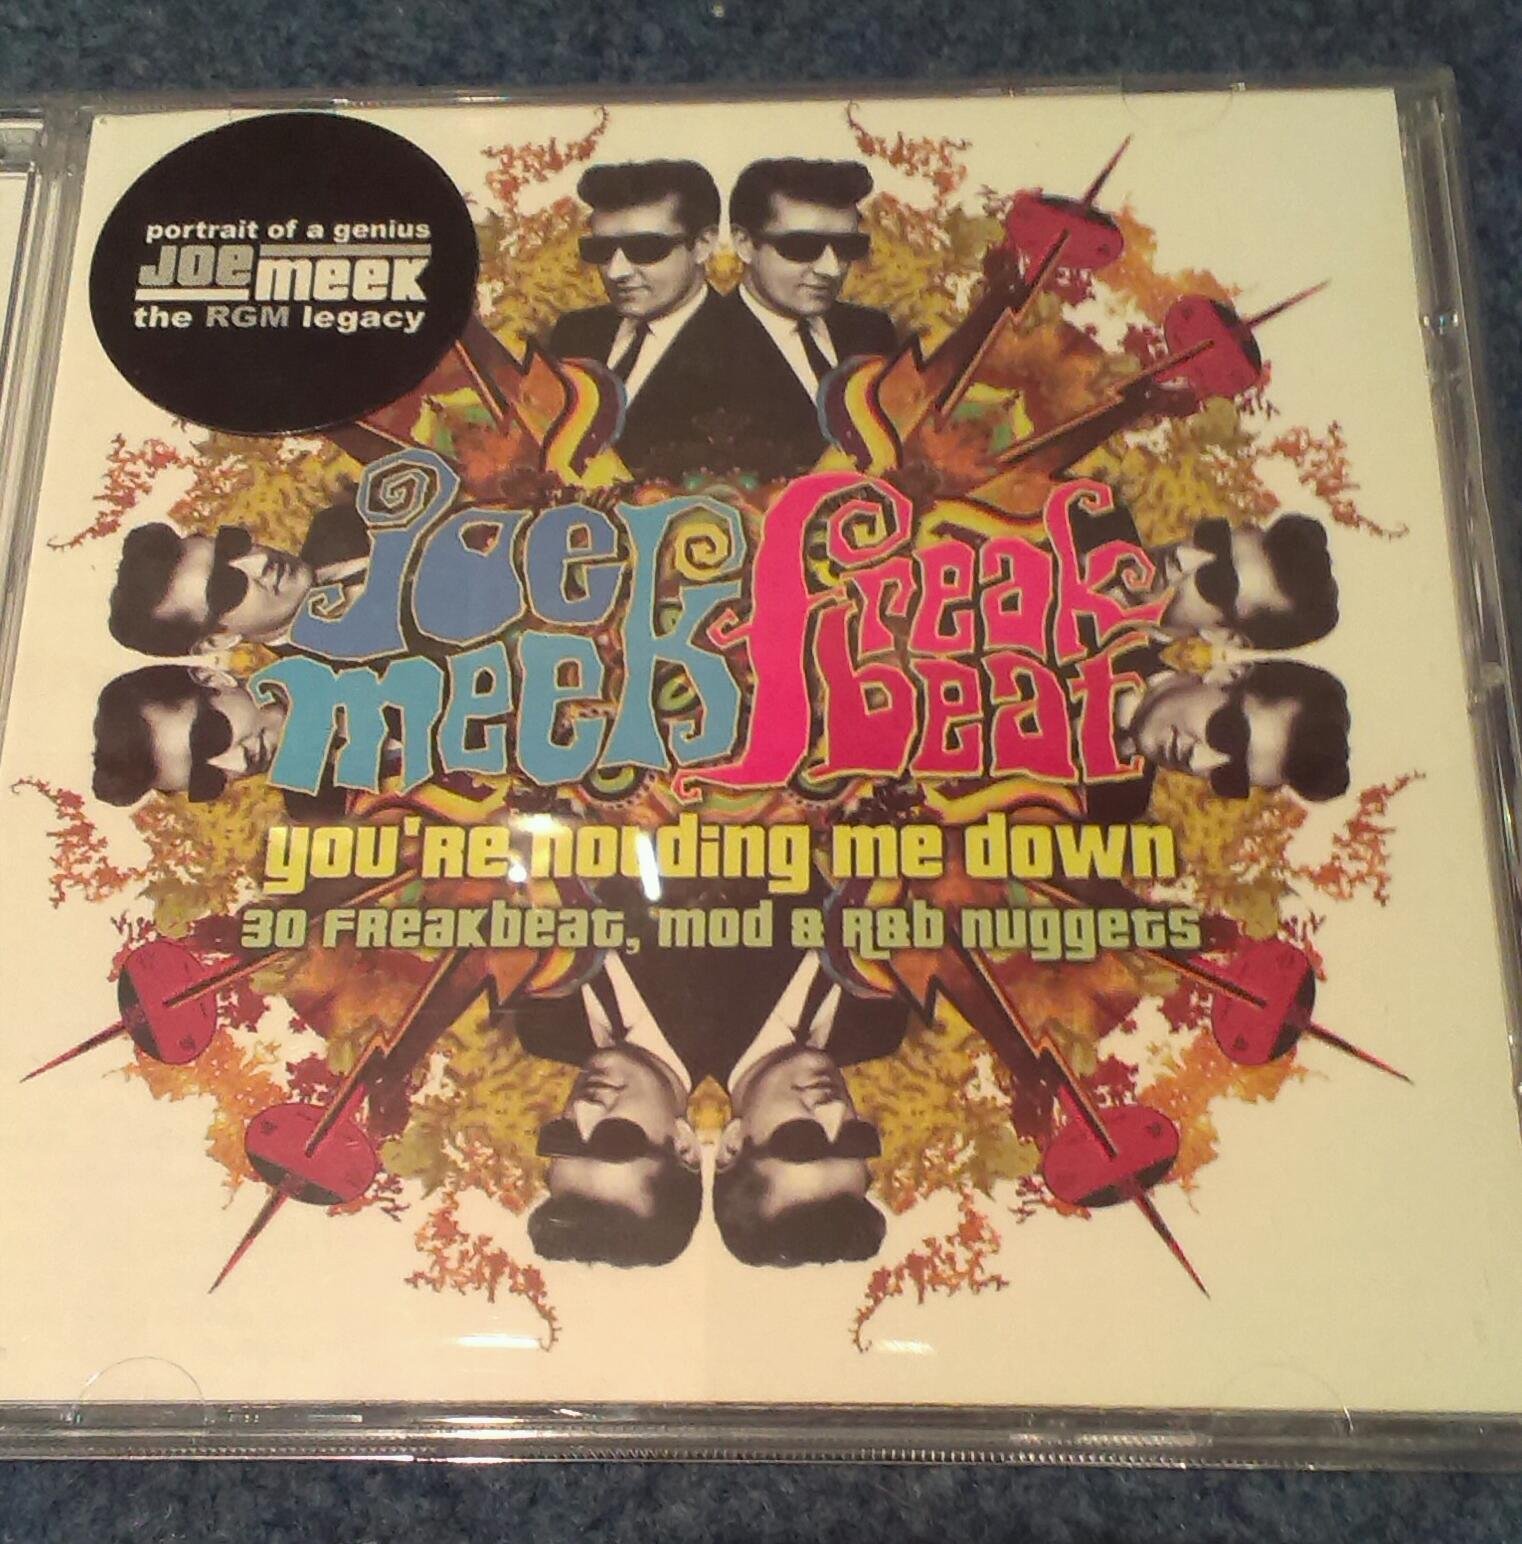 portrait of a genius
JOE meek
the RGM legacy
joe freak
meek beat
you're holding me down
30 freakbeat, mod & R&B nuggets